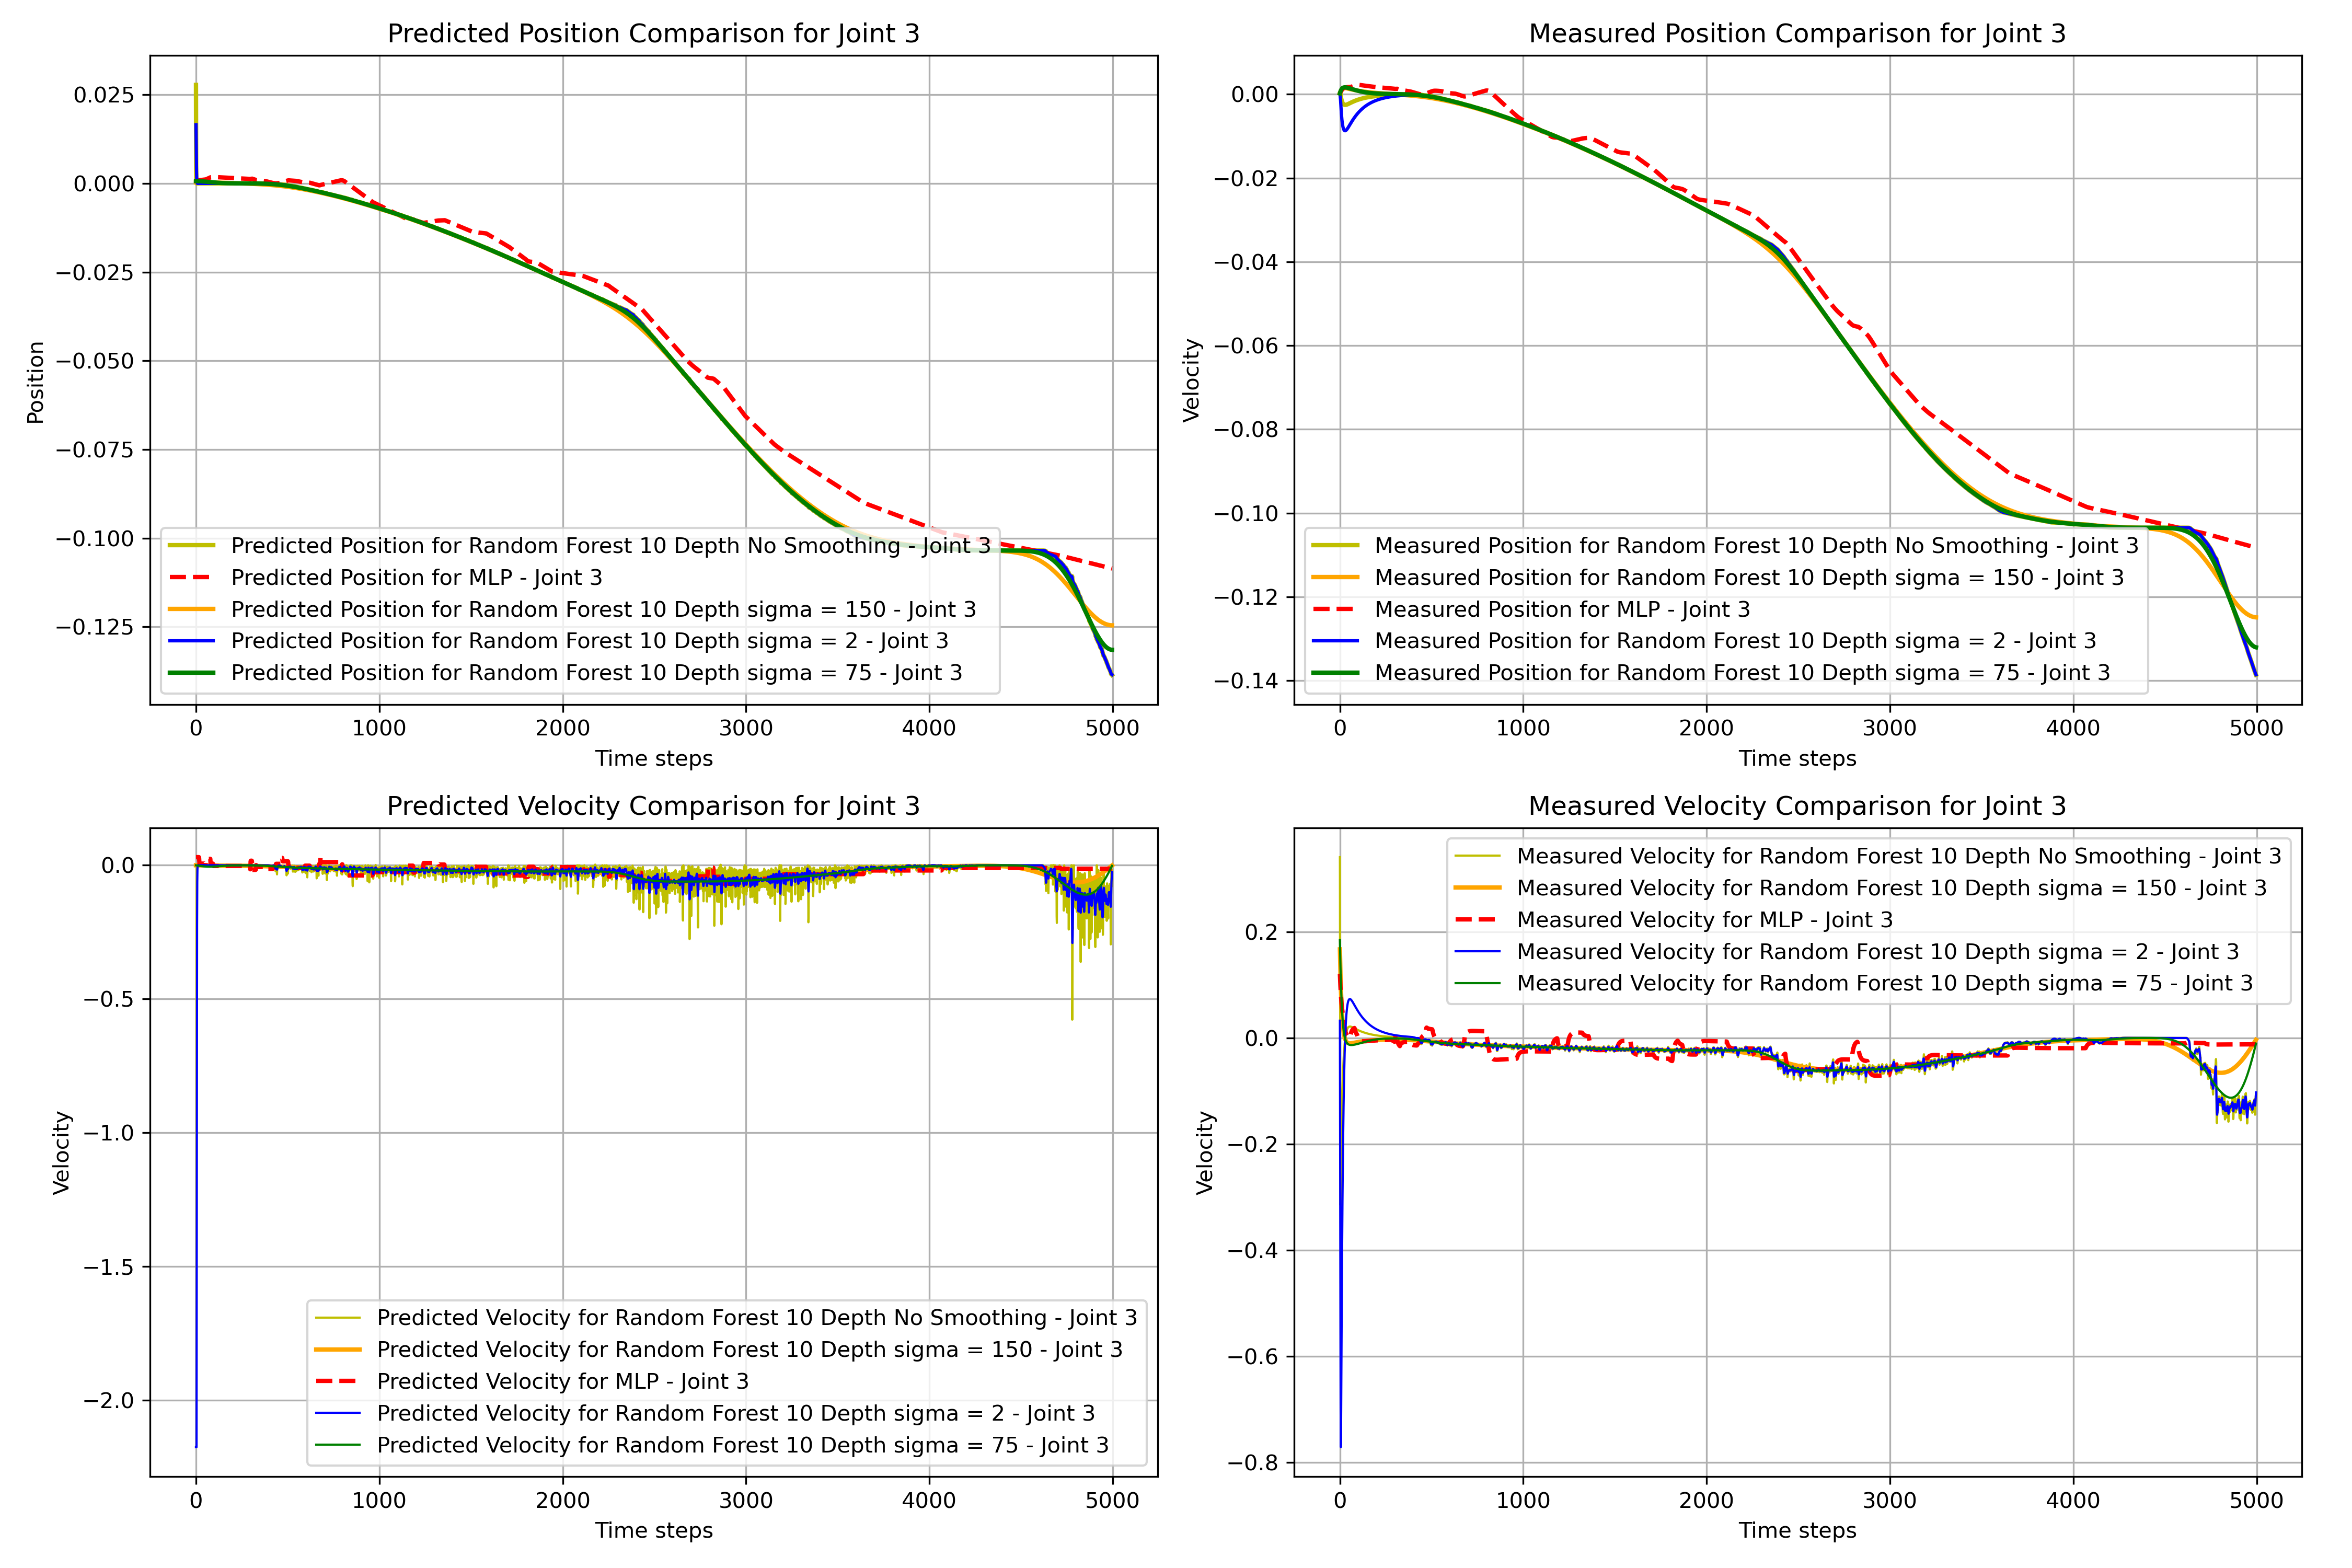 Predicted Position Comparison for Joint 3
Position
0.025
0.000
−0.025
−0.050
−0.075
−0.100
−0.125
Predicted Position for Random Forest 10 Depth No Smoothing - Joint 3
Predicted Position for MLP - Joint 3
Predicted Position for Random Forest 10 Depth sigma = 150 - Joint 3
Predicted Position for Random Forest 10 Depth sigma = 2 - Joint 3
Predicted Position for Random Forest 10 Depth sigma = 75 - Joint 3
0 1000 2000 3000 4000 5000
Time steps
Measured Position Comparison for Joint 3
Velocity
0.00
−0.02
−0.04
−0.06
−0.08
−0.10
−0.12
−0.14
Measured Position for Random Forest 10 Depth No Smoothing - Joint 3
Measured Position for Random Forest 10 Depth sigma = 150 - Joint 3
Measured Position for MLP - Joint 3
Measured Position for Random Forest 10 Depth sigma = 2 - Joint 3
Measured Position for Random Forest 10 Depth sigma = 75 - Joint 3
0 1000 2000 3000 4000 5000
Time steps
Predicted Velocity Comparison for Joint 3
Velocity
0.0
−0.5
−1.0
−1.5
−2.0
Predicted Velocity for Random Forest 10 Depth No Smoothing - Joint 3
Predicted Velocity for Random Forest 10 Depth sigma = 150 - Joint 3
Predicted Velocity for MLP - Joint 3
Predicted Velocity for Random Forest 10 Depth sigma = 2 - Joint 3
Predicted Velocity for Random Forest 10 Depth sigma = 75 - Joint 3
0 1000 2000 3000 4000 5000
Time steps
Measured Velocity Comparison for Joint 3
Velocity
0.2
0.0
−0.2
−0.4
−0.6
−0.8
Measured Velocity for Random Forest 10 Depth No Smoothing - Joint 3
Measured Velocity for Random Forest 10 Depth sigma = 150 - Joint 3
Measured Velocity for MLP - Joint 3
Measured Velocity for Random Forest 10 Depth sigma = 2 - Joint 3
Measured Velocity for Random Forest 10 Depth sigma = 75 - Joint 3
0 1000 2000 3000 4000 5000
Time steps